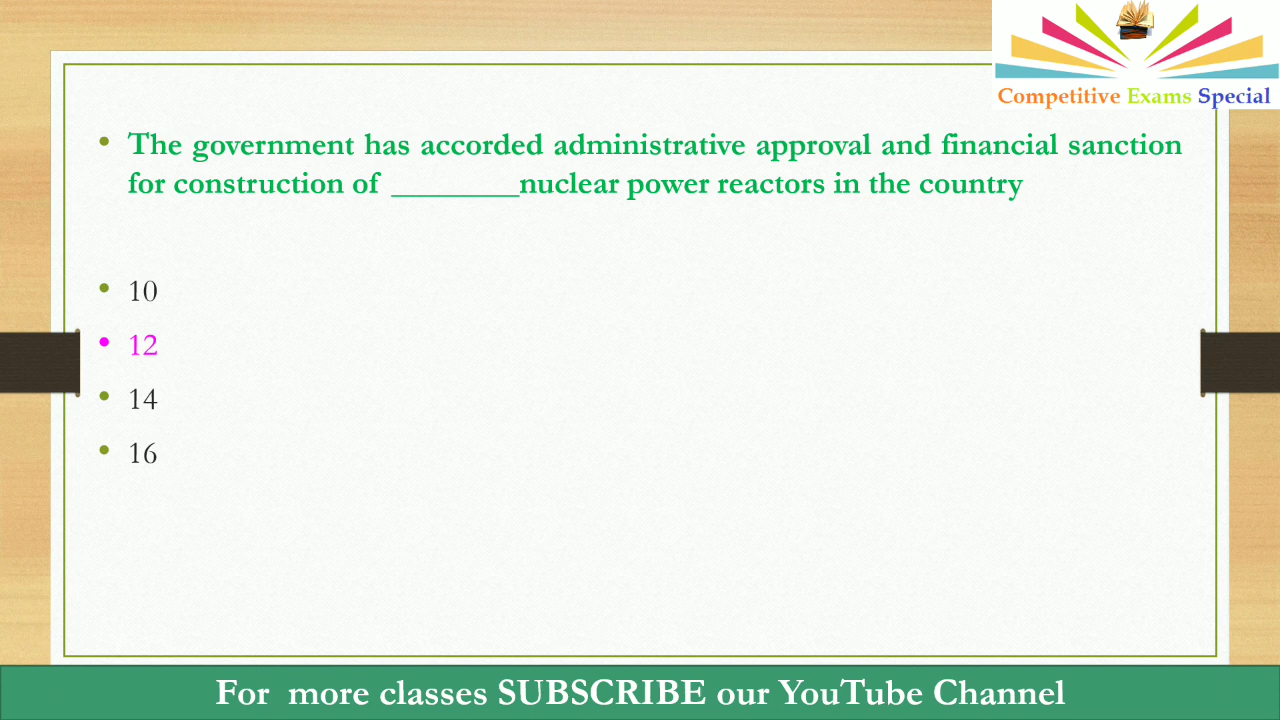 Competitive Exams Special
• The government has accorded administrative approval and financial sanction
for construction of ________nuclear power reactors in the country
• 10
• 12
• 14
• 16
For more classes SUBSCRIBE our YouTube Channel